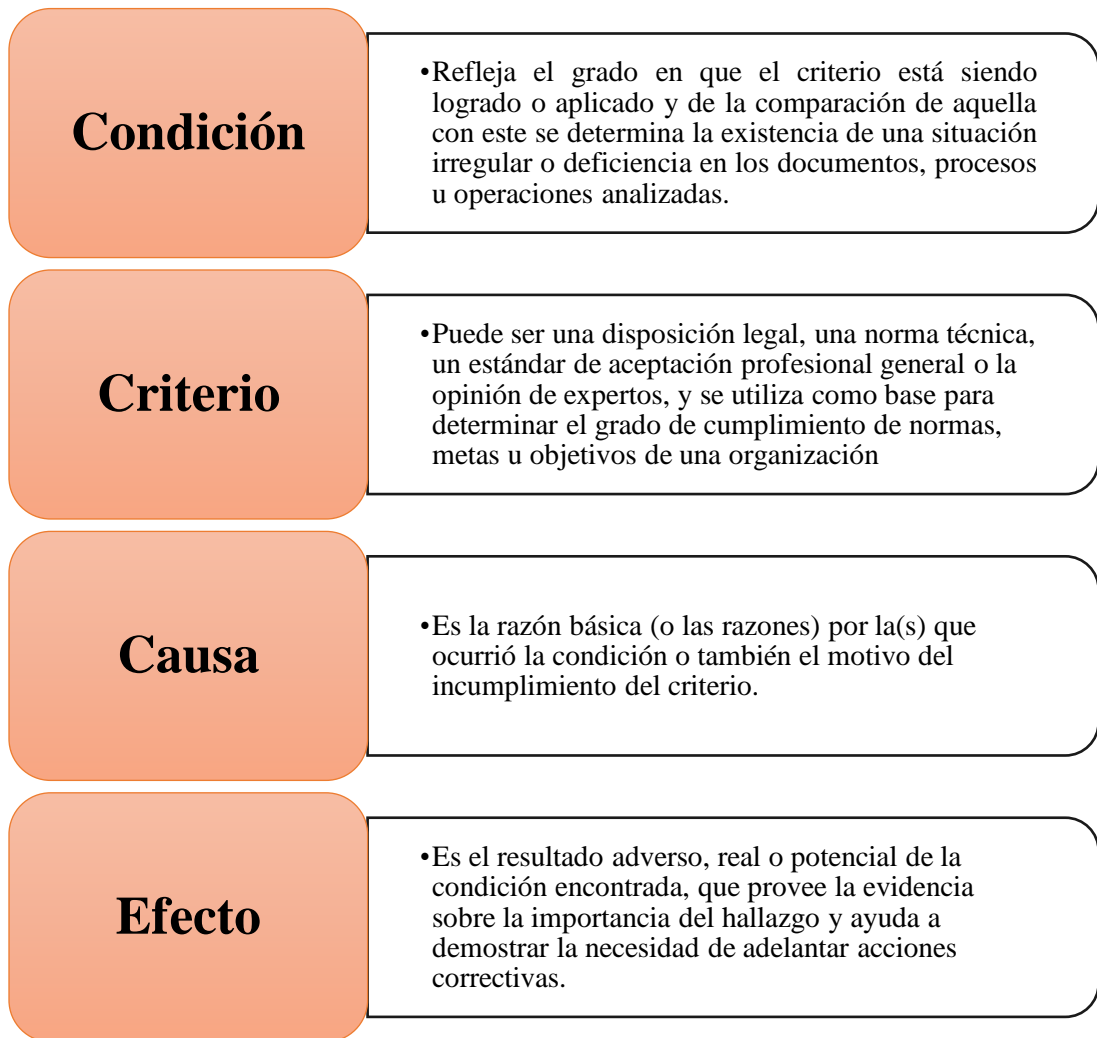 Condición
•Refleja el grado en que el criterio está siendo
logrado o aplicado y de la comparación de aquella
con este se determina la existencia de una situación
irregular o deficiencia en los documentos, procesos
u operaciones analizadas.
Criterio
•Puede ser una disposición legal, una norma técnica,
un estándar de aceptación profesional general o la
opinión de expertos, y se utiliza como base para
determinar el grado de cumplimiento de normas,
metas u objetivos de una organización
Causa
•Es la razón básica (o las razones) por la(s) que
ocurrió la condición o también el motivo del
incumplimiento del criterio.
Efecto
•Es el resultado adverso, real o potencial de la
condición encontrada, que provee la evidencia
sobre la importancia del hallazgo y ayuda a
demostrar la necesidad de adelantar acciones
correctivas.